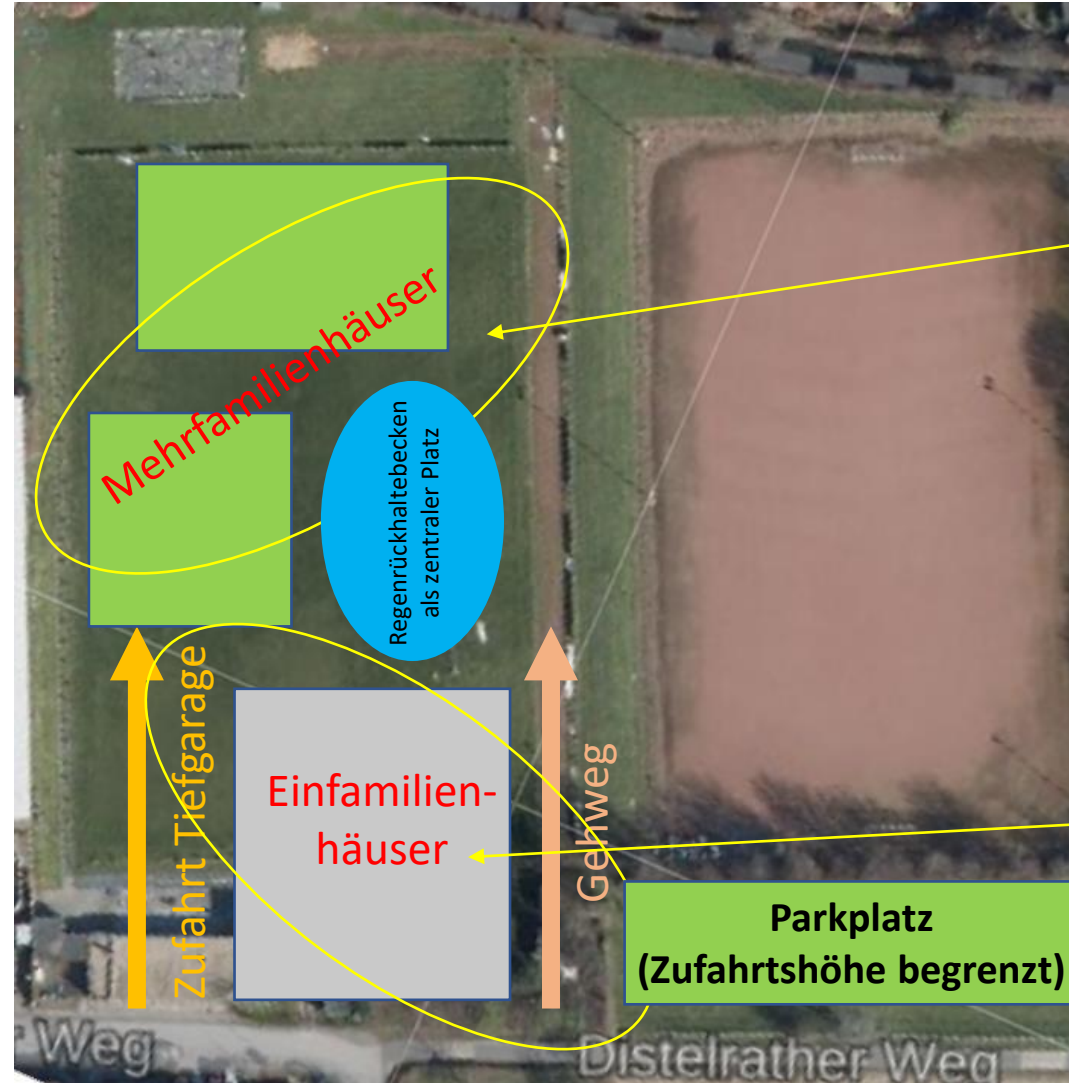 Mehrfamilienhäuser
Regenrückhaltebecken
als zentraler Platz
Zufahrt Tiefgarage
Einfamilien-
häuser
Gehweg
Parkplatz
(Zufahrtshöhe begrenzt)
r Weg
Distelrather Weg